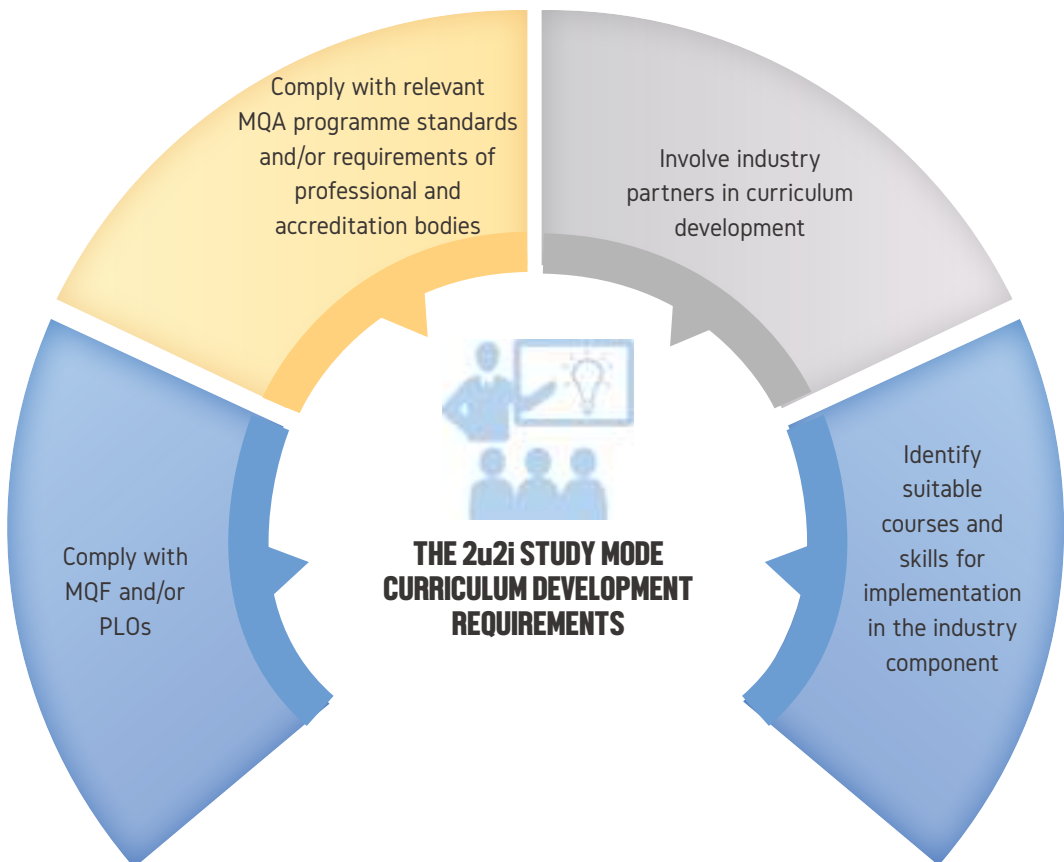 Comply with relevant
MQA programme standards
and/or requirements of
professional and
accreditation bodies
Involve industry
partners in curriculum
development
Comply with
MQF and/or
PLOs
Identify
suitable
courses and
skills for
implementation
in the industry
component
THE 2u2i STUDY MODE
CURRICULUM DEVELOPMENT
REQUIREMENTS